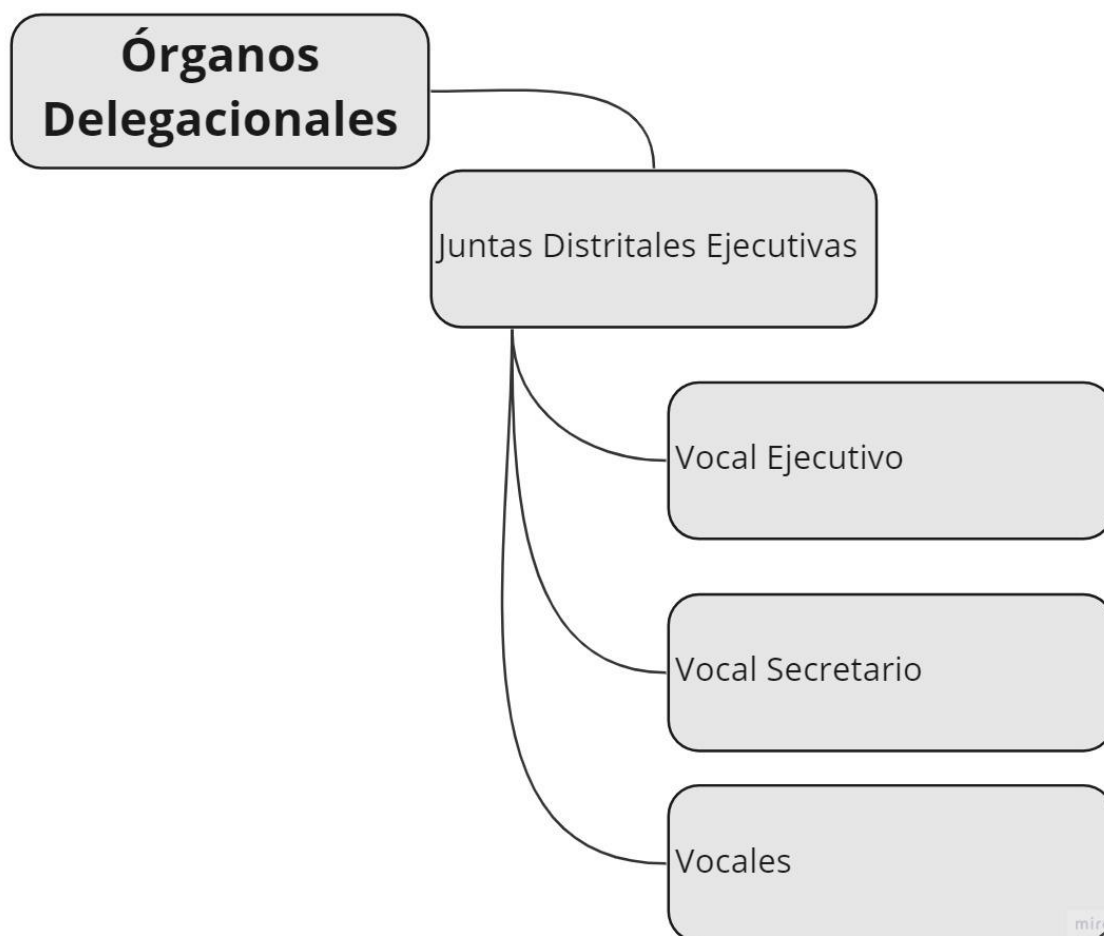 Órganos
Delegacionales
Juntas Distritales Ejecutivas
Vocal Ejecutivo
Vocal Secretario
Vocales